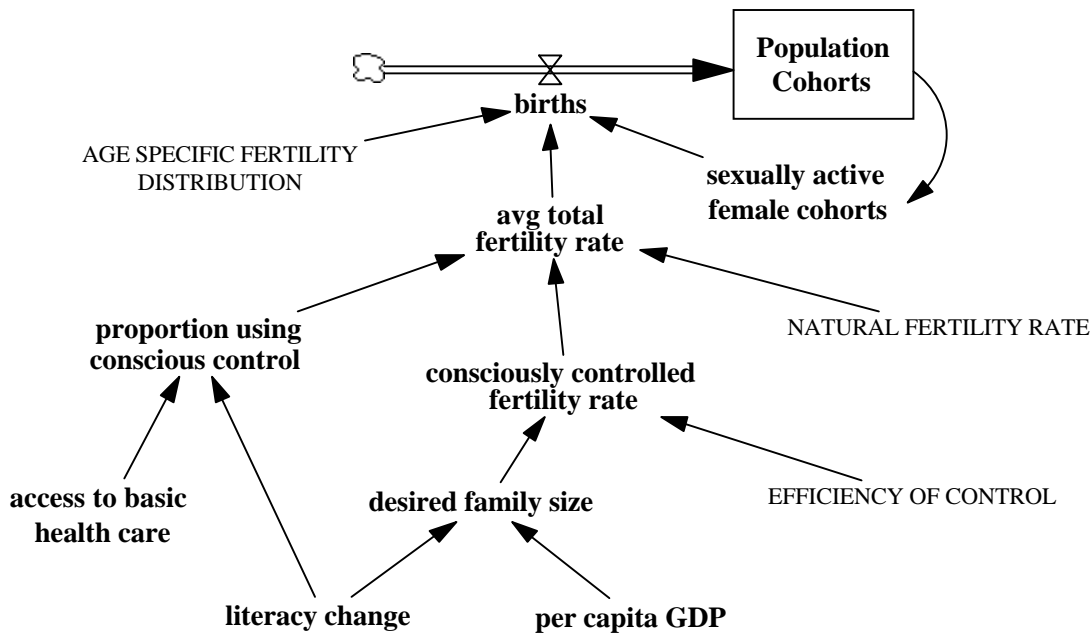 Population
Cohorts
births
AGE SPECIFIC FERTILITY
DISTRIBUTION
sexually active
female cohorts
avg total
fertility rate
proportion using
conscious control
NATURAL FERTILITY RATE
consciously controlled
fertility rate
access to basic
health care
desired family size
EFFICIENCY OF CONTROL
literacy change
per capita GDP